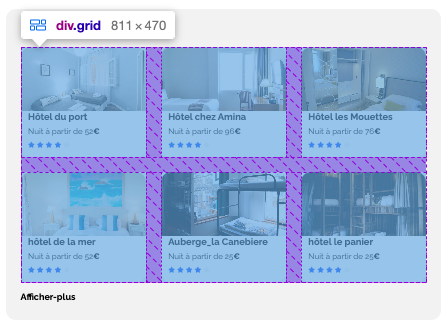 div.grid 811 × 470
Hôtel du port
Nuit à partir de 52€
Hôtel chez Amina
Nuit à partir de 96€
Hôtel les Mouettes
Nuit à partir de 76€
hôtel de la mer
Nuit à partir de 46€
Auberge_la Canebiere
Nuit à partir de 25€
hôtel le panier
Nuit à partir de 25€
Afficher-plus